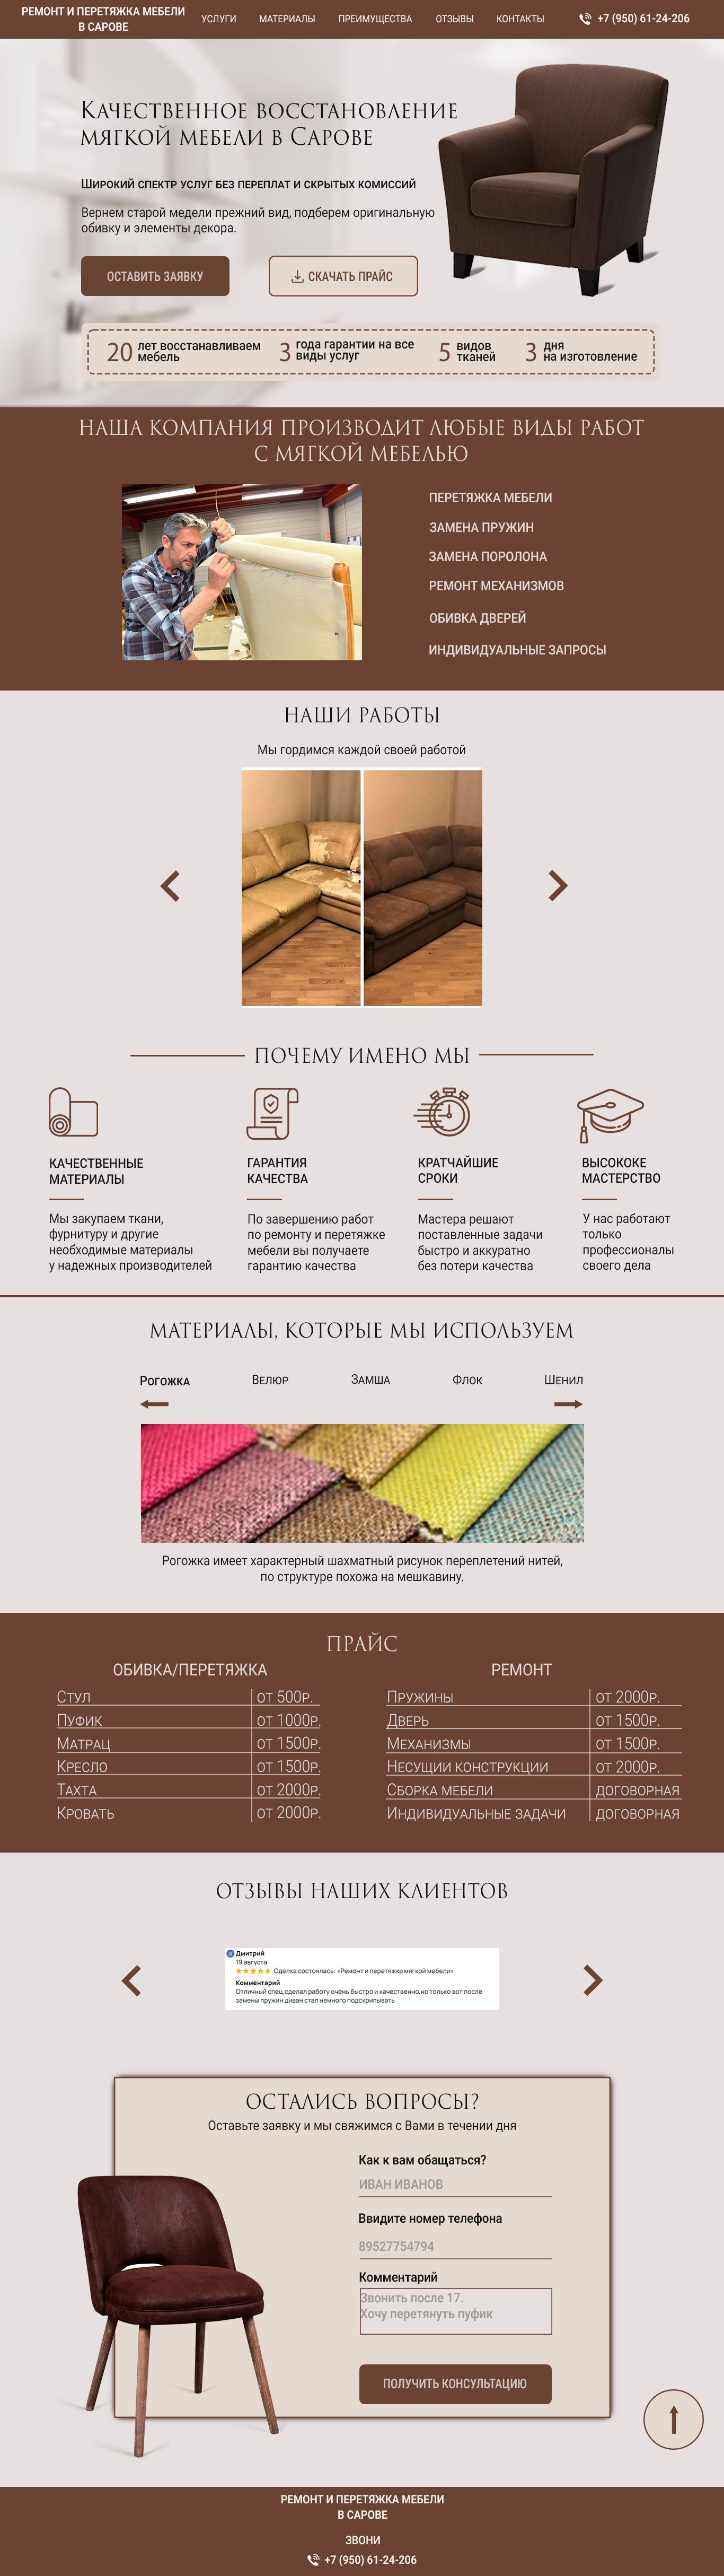 РЕМОНТ И ПЕРЕТЯЖКА МЕБЕЛИ
В САРОВЕ
УСЛУГИ МАТЕРИАЛЫ ПРЕИМУЩЕСТВА ОТЗЫВЫ КОНТАКТЫ
+7 (950) 61-24-206
Качественное восстановление
мягкой мебели в Сарове
Широкий спектр услуг без переплат и скрытых комиссий
Вернем старой медели прежний вид, подберем оригинальную
обивку и элементы декора.
ОСТАВИТЬ ЗАЯВКУ
СКАЧАТЬ ПРАЙС
20 лет восстанавливаем
мебель
3 года гарантии на все
виды услуг
5 видов
тканей
3 дня
на изготовление
НАША КОМПАНИЯ ПРОИЗВОДИТ ЛЮБЫЕ ВИДЫ РАБОТ
С МЯГКОЙ МЕБЕЛЬЮ
ПЕРЕТЯЖКА МЕБЕЛИ
ЗАМЕНА ПРУЖИН
ЗАМЕНА ПОРОЛОНА
РЕМОНТ МЕХАНИЗМОВ
ОБИВКА ДВЕРЕЙ
ИНДИВИДУАЛЬНЫЕ ЗАПРОСЫ
НАШИ РАБОТЫ
Мы гордимся каждой своей работой
ПОЧЕМУ ИМЕНО МЫ
КАЧЕСТВЕННЫЕ
МАТЕРИАЛЫ
Мы закупаем ткани,
фурнитуру и другие
необходимые материалы
у надежных производителей
ГАРАНТИЯ
КАЧЕСТВА
По завершению работ
по ремонту и перетяжке
мебели вы получаете
гарантию качества
КРАТЧАЙШИЕ
СРОКИ
Мастера решают
поставленные задачи
быстро и аккуратно
без потери качества
ВЫСОКОКЕ
МАСТЕРСТВО
У нас работают
только
профессионалы
своего дела
МАТЕРИАЛЫ, КОТОРЫЕ МЫ ИСПОЛЬЗУЕМ
Рогожка Велюр Замша Флок Шенил
Рогожка имеет характерный шахматный рисунок переплетений нитей,
по структуре похожа на мешкавину.
ПРАЙС
ОБИВКА/ПЕРЕТЯЖКА
Стул от 500р.
Пуфик от 1000р.
Матрац от 1500р.
Кресло от 1500р.
Тахта от 2000р.
Кровать от 2000р.
РЕМОНТ
Пружины от 2000р.
Дверь от 1500р.
Механизмы от 1500р.
Несущии конструкции от 2000р.
Сборка мебели договорная
Индивидуальные задачи договорная
ОТЗЫВЫ НАШИХ КЛИЕНТОВ
Д Дмитрий
19 августа
Сделка состоялась: «Ремонт и перетяжка мягкой мебели»
Комментарий
Отличный спец,сделал работу очень быстро и качественно,но только вот после
замены пружин диван стал немного подскрипывать
ОСТАЛИСЬ ВОПРОСЫ?
Оставьте заявку и мы свяжимся с Вами в течении дня
Как к вам обащаться?
ИВАН ИВАНОВ
Ввидите номер телефона
89527754794
Комментарий
Звонить после 17.
Хочу перетянуть пуфик
ПОЛУЧИТЬ КОНСУЛЬТАЦИЮ
РЕМОНТ И ПЕРЕТЯЖКА МЕБЕЛИ
В САРОВЕ
ЗВОНИ
+7 (950) 61-24-206